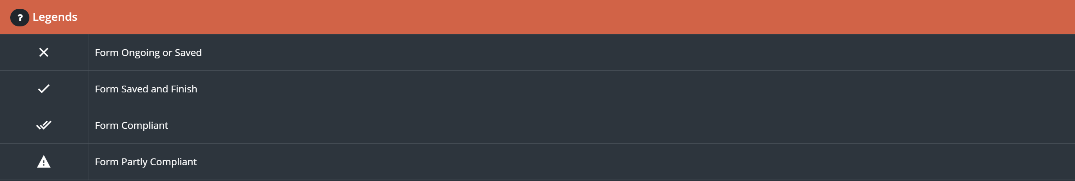 ? Legends
Form Ongoing or Saved
Form Saved and Finish
Form Compliant
Form Partly Compliant